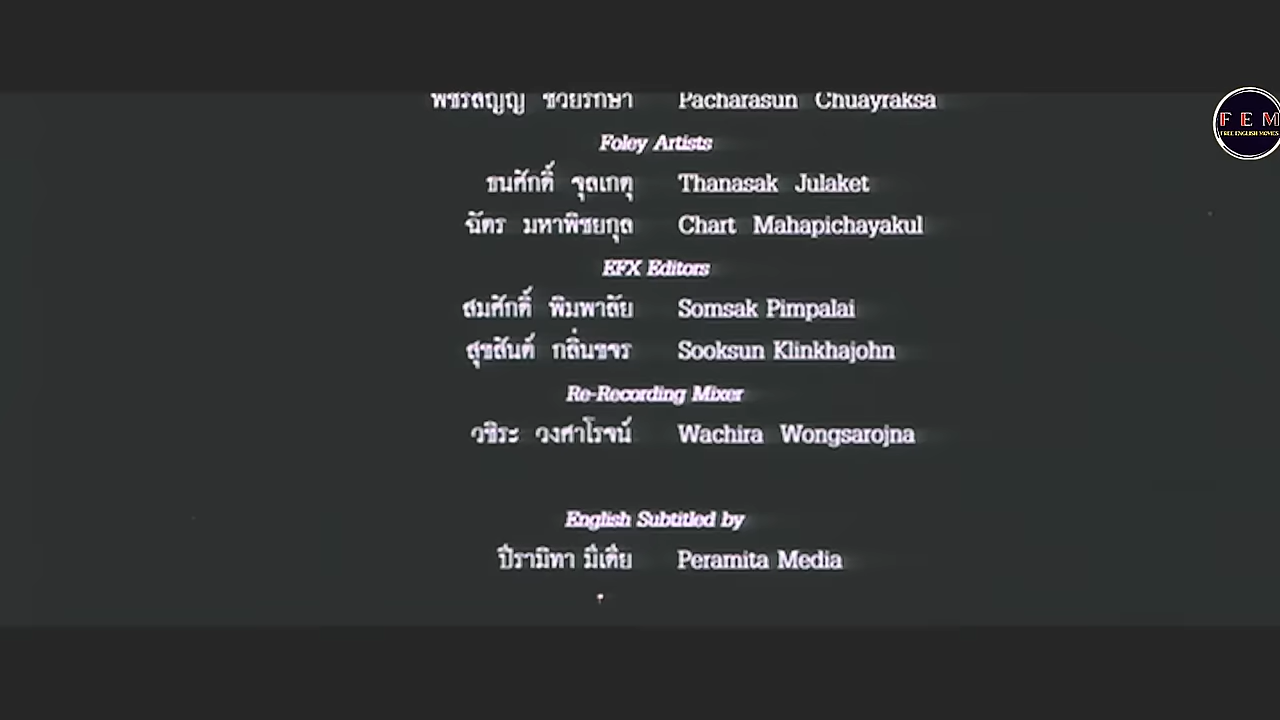 พัชรสัญญ์ ช่วยรักษา Pacharasun Chuayraksa
Foley Artists
ธนศักดิ์ จุลเกตุ Thanasak Julaket
ฉัตร มหาพิชยกุล Chart Mahapichayakul
EFX Editors
สมศักดิ์ พิมพาลัย Somsak Pimpalai
สุขสันต์ กลิ่นขจร Sooksun Klinkhajohn
Re-Recording Mixer
วชิระ วงศาโรจน์ Wachira Wongsarojna
English Subtitled by
ปีรามิทา มีเดีย Peramita Media
F E M
FREE ENGLISH MOVIES